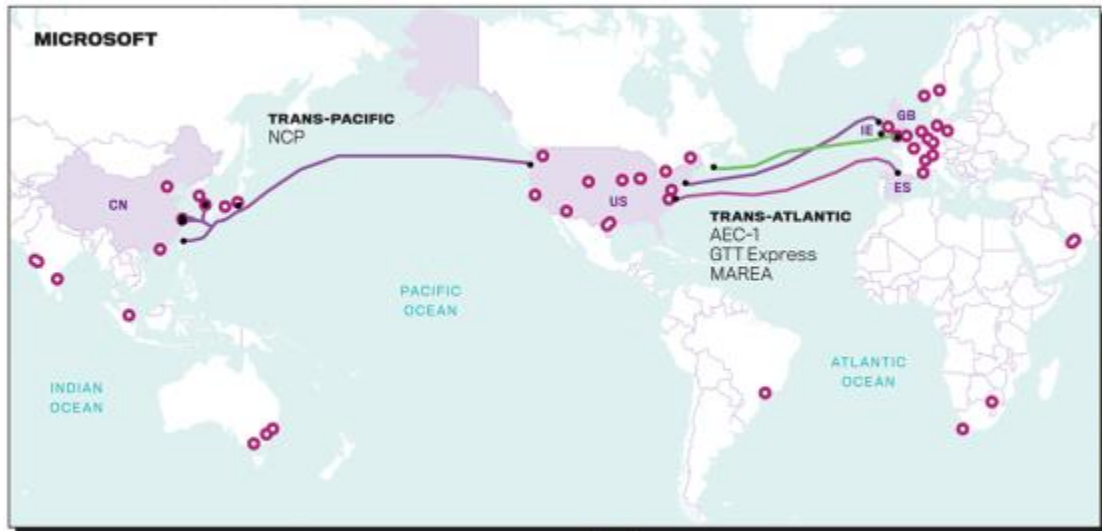 MICROSOFT
TRANS-PACIFIC
NCP
GB
IE
CN
US
ES
TRANS-ATLANTIC
AEC-1
GTT Express
MAREA
PACIFIC
OCEAN
ATLANTIC
OCEAN
INDIAN
OCEAN